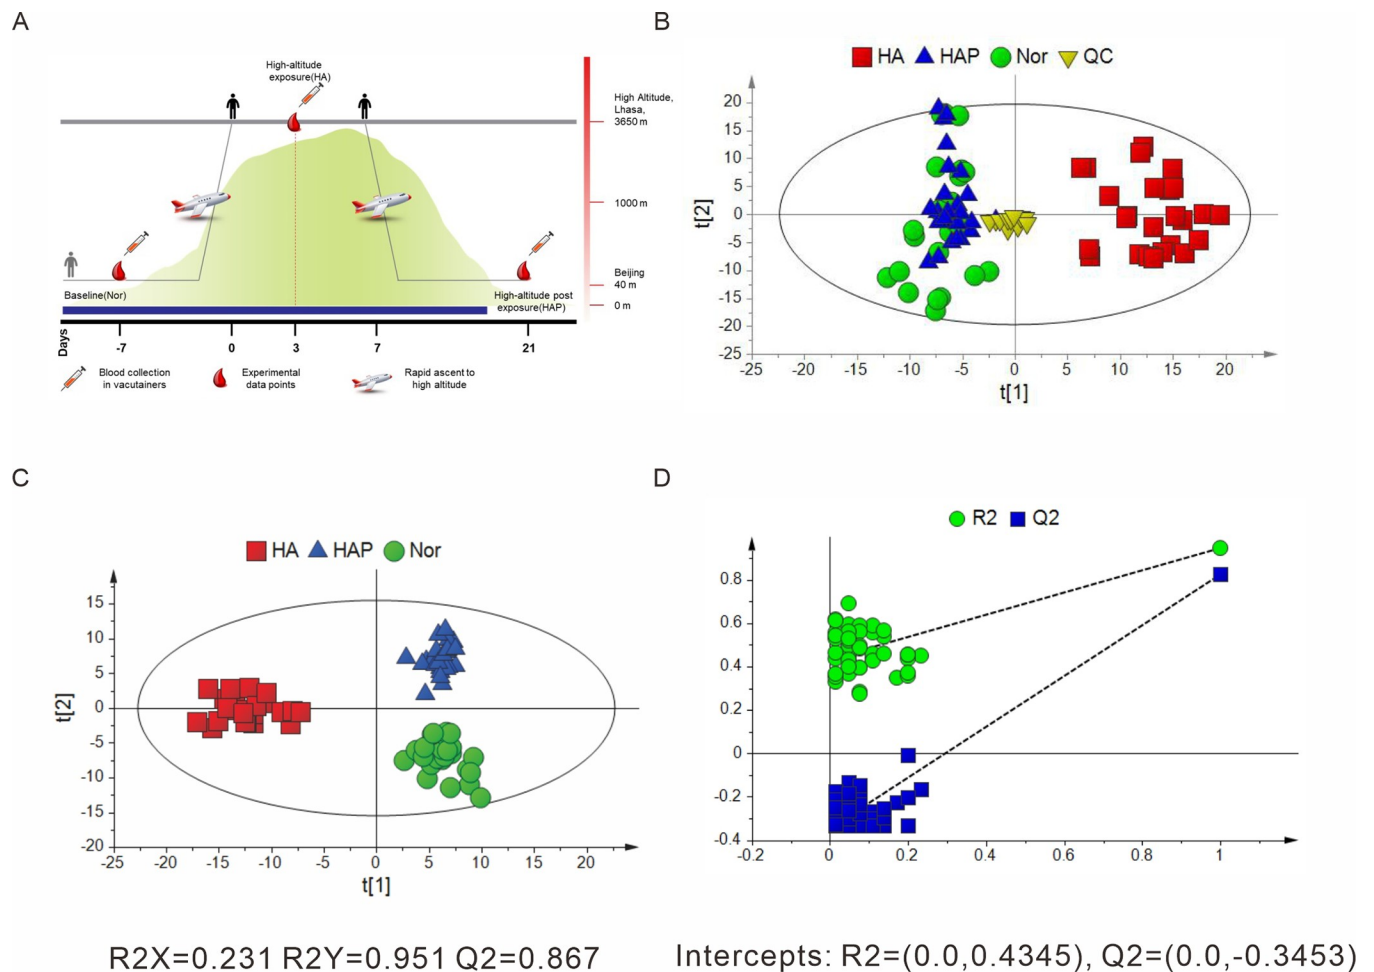 A
High-altitude
exposure(HA)
High Altitude,
Lhasa,
3650 m
1000 m
Beijing
40 m
0 m
Baseline(Nor)
High-altitude post
exposure(HAP)
Days
-7 0 3 7 21
Blood collection
in vacutainers
Experimental
data points
Rapid ascent to
high altitude
B
HA HAP Nor QC
t[2]
20
15
10
5
0
-5
-10
-15
-20
-25
-25 -20 -15 -10 -5 0 5 10 15 20
t[1]
C
HA HAP Nor
t[2]
15
10
5
0
-5
-10
-15
-20
-25 -20 -15 -10 -5 0 5 10 15 20
t[1]
R2X=0.231 R2Y=0.951 Q2=0.867
D
R2 Q2
0.8
0.6
0.4
0.2
0
-0.2
-0.4
-0.2 0 0.2 0.4 0.6 0.8 1
Intercepts: R2=(0.0,0.4345), Q2=(0.0,-0.3453)